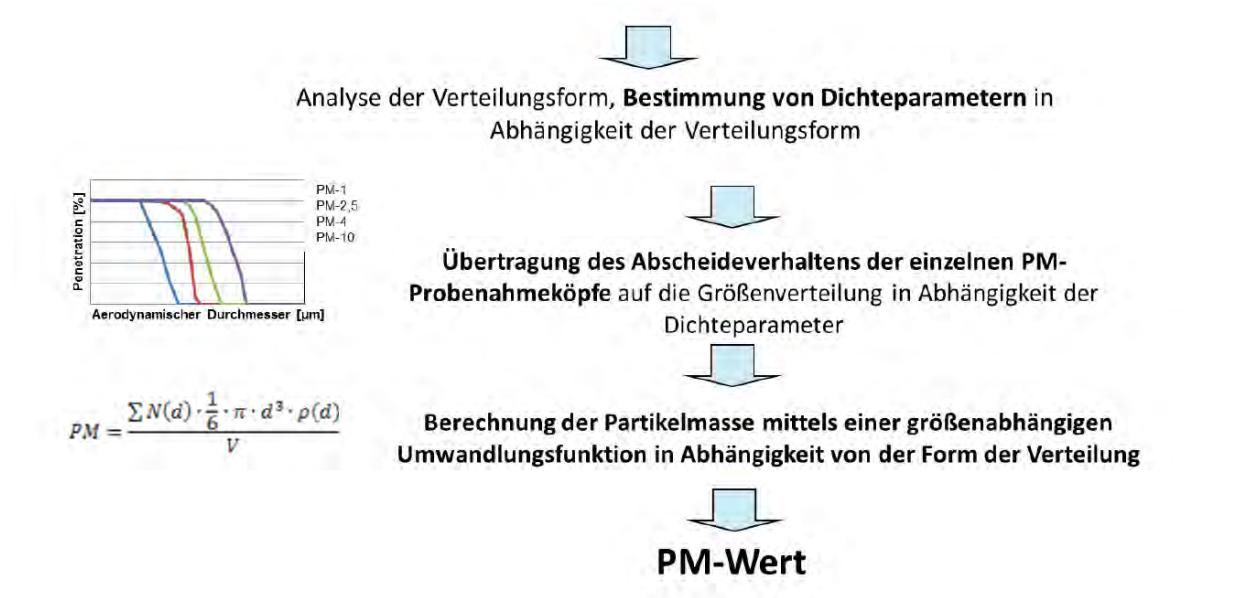 Analyse der Verteilungsform, Bestimmung von Dichteparametern in
Abhängigkeit der Verteilungsform
Penetration [%]
PM-1
PM-2,5
PM-4
PM-10
Aerodynamischer Durchmesser [µm]
Übertragung des Abscheideverhaltens der einzelnen PM-
Probenahmeköpfe auf die Größenverteilung in Abhängigkeit der
Dichteparameter
PM = ∑ N(d) · 1/6 · π · d³ · ρ(d) / V
Berechnung der Partikelmasse mittels einer größenabhängigen
Umwandlungsfunktion in Abhängigkeit von der Form der Verteilung
PM-Wert